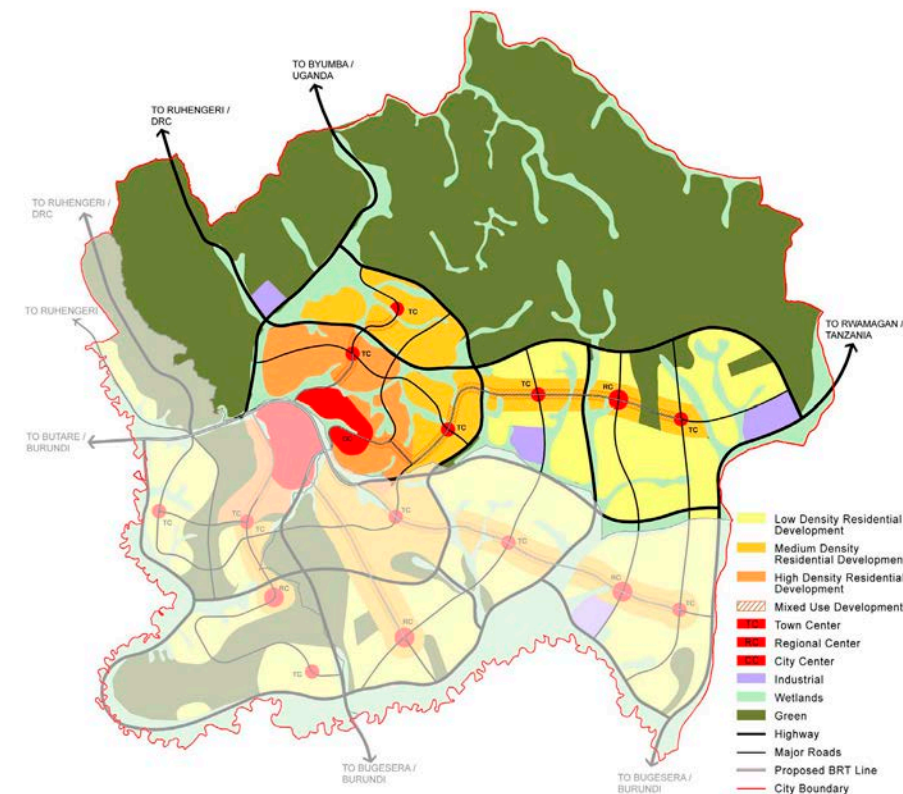 TO BYUMBA /
UGANDA
TO RUHENGERI /
DRC
TO RUHENGERI /
DRC
TO RUHENGERI
TO RWAMAGAN /
TANZANIA
TO BUTARE /
BURUNDI
TC
TC
TC
RC
TC
TC
CC
TC
TC
TC
TC
RC
TC
RC
RC
TC
TO BUGESERA /
BURUNDI
TO BUGESERA /
BURUNDI
Low Density Residential
Development
Medium Density
Residential Development
High Density Residential
Development
Mixed Use Development
TC Town Center
RC Regional Center
CC City Center
Industrial
Wetlands
Green
Highway
Major Roads
Proposed BRT Line
City Boundary